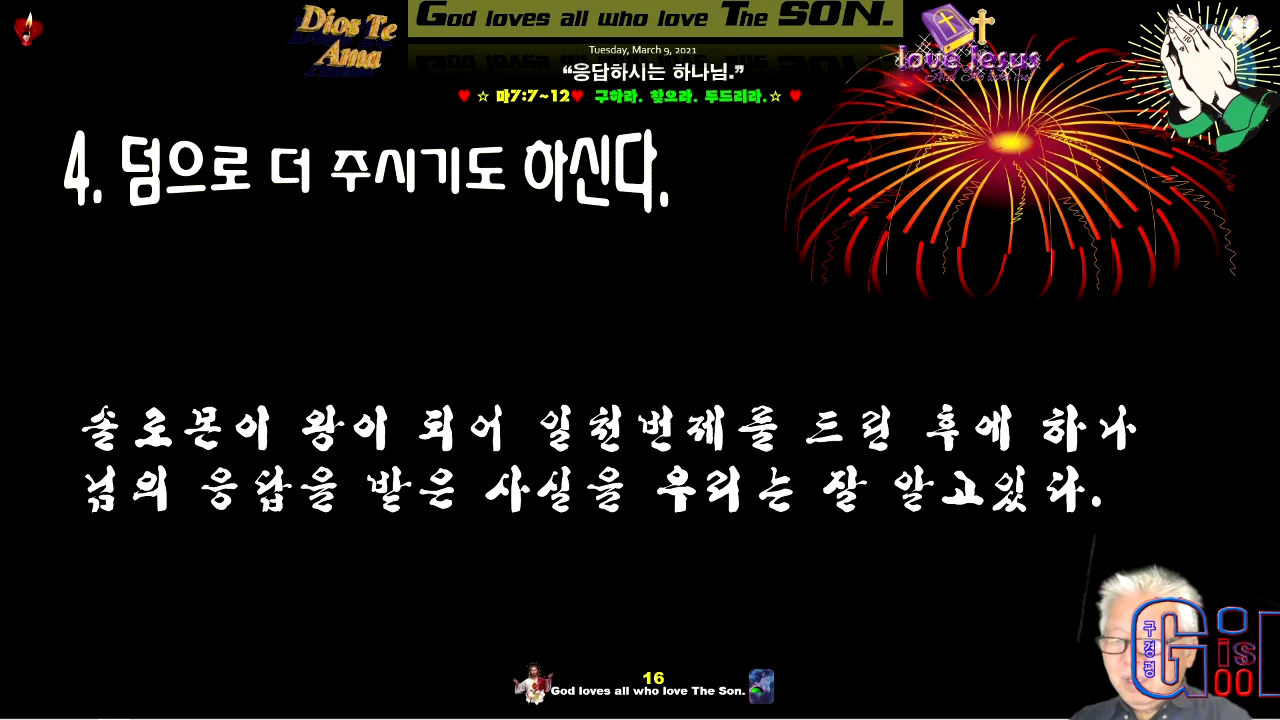 Dios Te
Ama
God loves all who love The SON.
Tuesday, March 9, 2021
“응답하시는 하나님.”
♥ ☆ 마7:7~12♥ 구하라. 찾으라. 두드리라.☆ ♥
love Jesus
4. 덤으로 더 주시기도 하신다.
솔로몬이 왕이 되어 일천번제를 드린 후에 하나
님의 응답을 받은 사실을 우리는 잘 알고있다.
구경평
is
16
God loves all who love The Son.